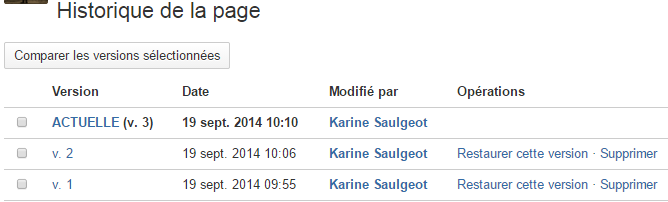 Historique de la page
Comparer les versions sélectionnées
Version Date Modifié par Opérations
ACTUELLE (v. 3) 19 sept. 2014 10:10 Karine Saulgeot
v. 2 19 sept. 2014 10:06 Karine Saulgeot Restaurer cette version · Supprimer
v. 1 19 sept. 2014 09:55 Karine Saulgeot Restaurer cette version · Supprimer